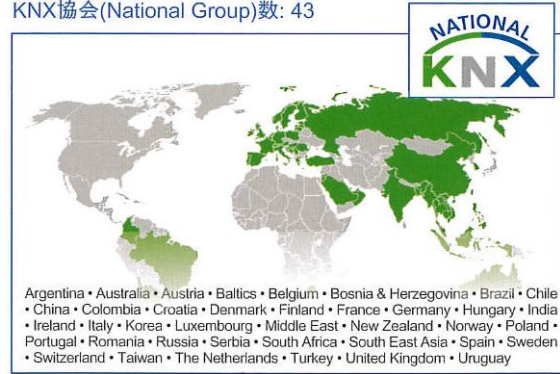 KNX協会(National Group)数: 43
NATIONAL
KNX
Argentina • Australia • Austria • Baltics • Belgium • Bosnia & Herzegovina • Brazil • Chile
• China • Colombia • Croatia • Denmark • Finland • France • Germany • Hungary • India
• Ireland • Italy • Korea • Luxembourg • Middle East • New Zealand • Norway • Poland •
Portugal • Romania • Russia • Serbia • South Africa • South East Asia • Spain • Sweden
• Switzerland • Taiwan • The Netherlands • Turkey • United Kingdom • Uruguay